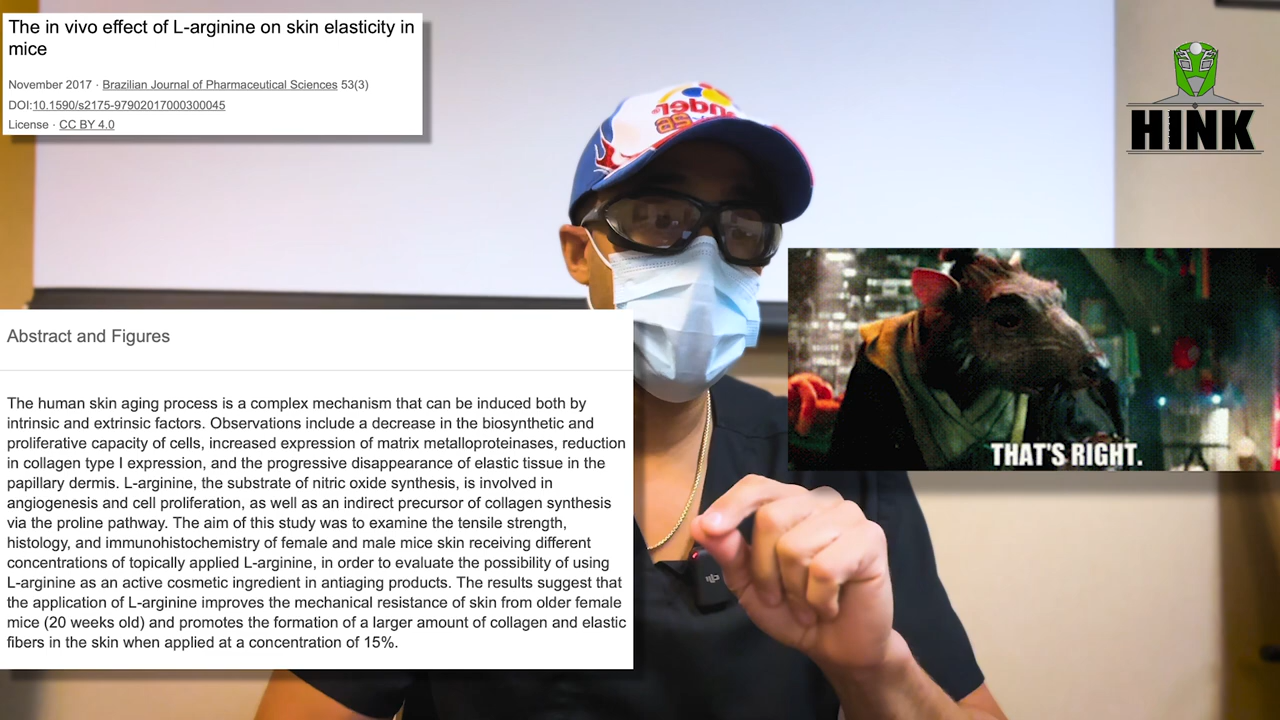 The in vivo effect of L-arginine on skin elasticity in
mice
November 2017 · Brazilian Journal of Pharmaceutical Sciences 53(3)
DOI:10.1590/s2175-97902017000300045
License · CC BY 4.0
HINK
Abstract and Figures
The human skin aging process is a complex mechanism that can be induced both by
intrinsic and extrinsic factors. Observations include a decrease in the biosynthetic and
proliferative capacity of cells, increased expression of matrix metalloproteinases, reduction
in collagen type I expression, and the progressive disappearance of elastic tissue in the
papillary dermis. L-arginine, the substrate of nitric oxide synthesis, is involved in
angiogenesis and cell proliferation, as well as an indirect precursor of collagen synthesis
via the proline pathway. The aim of this study was to examine the tensile strength,
histology, and immunohistochemistry of female and male mice skin receiving different
concentrations of topically applied L-arginine, in order to evaluate the possibility of using
L-arginine as an active cosmetic ingredient in antiaging products. The results suggest that
the application of L-arginine improves the mechanical resistance of skin from older female
mice (20 weeks old) and promotes the formation of a larger amount of collagen and elastic
fibers in the skin when applied at a concentration of 15%.
THAT'S RIGHT.